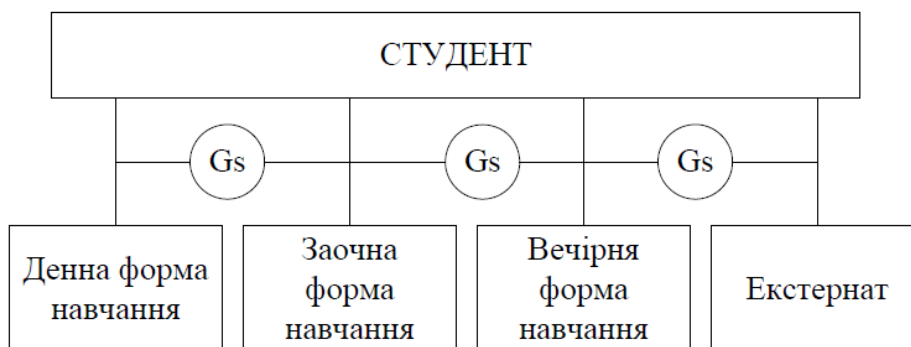 СТУДЕНТ
Gs Gs Gs
Денна форма
навчання
Заочна
форма
навчання
Вечірня
форма
навчання
Екстернат